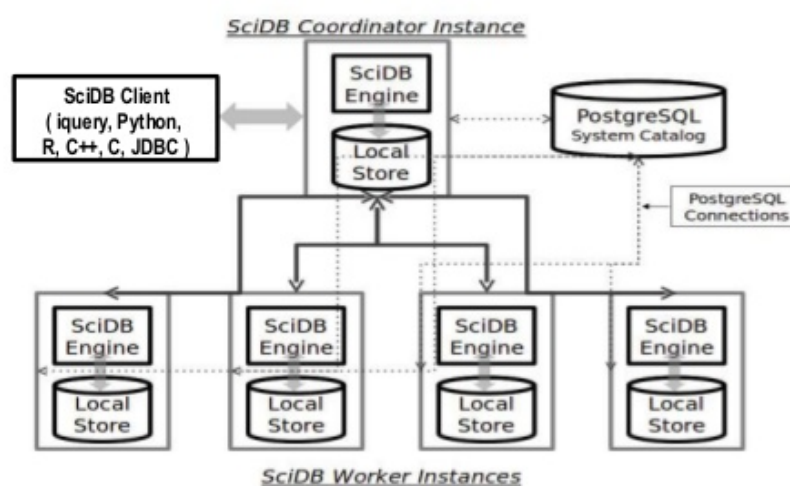 SciDB Coordinator Instance
SciDB Client
( iquery, Python,
R, C++, C, JDBC )
SciDB
Engine
Local
Store
PostgreSQL
System Catalog
PostgreSQL
Connections
SciDB
Engine
Local
Store
SciDB
Engine
Local
Store
SciDB
Engine
Local
Store
SciDB
Engine
Local
Store
SciDB Worker Instances